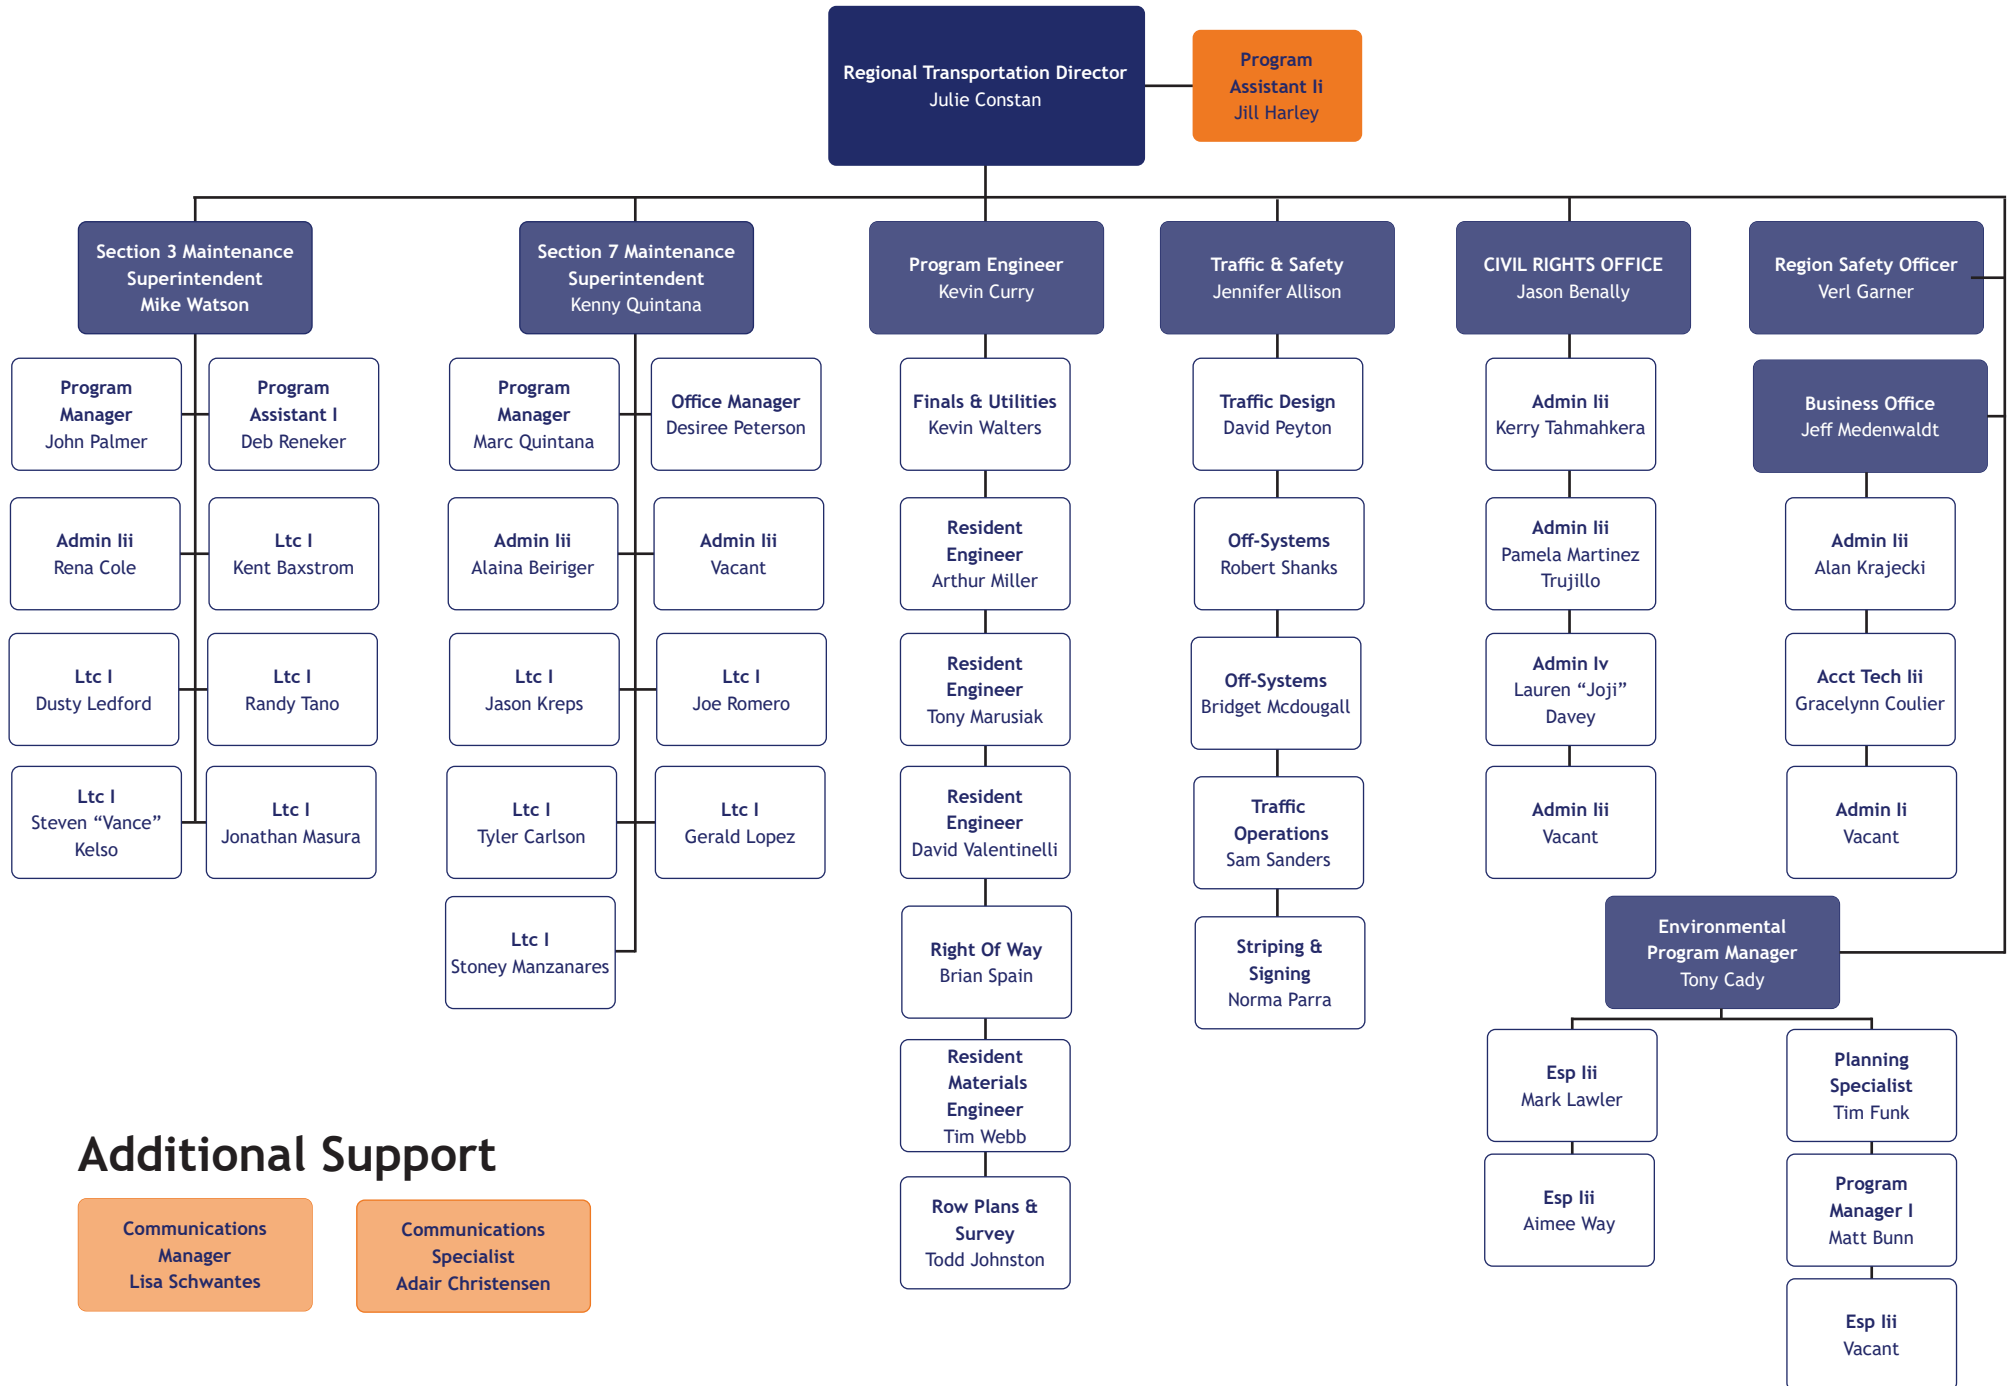 Regional Transportation Director
Julie Constan
Program
Assistant Ii
Jill Harley
Section 3 Maintenance
Superintendent
Mike Watson
Program
Manager
John Palmer
Program
Assistant I
Deb Reneker
Admin Iii
Rena Cole
Ltc I
Kent Baxstrom
Ltc I
Dusty Ledford
Ltc I
Randy Tano
Ltc I
Steven “Vance”
Kelso
Ltc I
Jonathan Masura
Section 7 Maintenance
Superintendent
Kenny Quintana
Program
Manager
Marc Quintana
Office Manager
Desiree Peterson
Admin Iii
Alaina Beiriger
Admin Iii
Vacant
Ltc I
Jason Kreps
Ltc I
Joe Romero
Ltc I
Tyler Carlson
Ltc I
Gerald Lopez
Ltc I
Stoney Manzanares
Program Engineer
Kevin Curry
Finals & Utilities
Kevin Walters
Resident
Engineer
Arthur Miller
Resident
Engineer
Tony Marusiak
Resident
Engineer
David Valentinelli
Right Of Way
Brian Spain
Resident
Materials
Engineer
Tim Webb
Row Plans &
Survey
Todd Johnston
Traffic & Safety
Jennifer Allison
Traffic Design
David Peyton
Off-Systems
Robert Shanks
Off-Systems
Bridget Mcdougall
Traffic
Operations
Sam Sanders
Striping &
Signing
Norma Parra
CIVIL RIGHTS OFFICE
Jason Benally
Admin Iii
Kerry Tahmahkera
Admin Iii
Pamela Martinez
Trujillo
Admin Iv
Lauren “Joji”
Davey
Admin Iii
Vacant
Region Safety Officer
Verl Garner
Business Office
Jeff Medenwaldt
Admin Iii
Alan Krajecki
Acct Tech Iii
Gracelynn Coulier
Admin Ii
Vacant
Environmental
Program Manager
Tony Cady
Esp Iii
Mark Lawler
Esp Iii
Aimee Way
Planning
Specialist
Tim Funk
Program
Manager I
Matt Bunn
Esp Iii
Vacant
Additional Support
Communications
Manager
Lisa Schwantes
Communications
Specialist
Adair Christensen